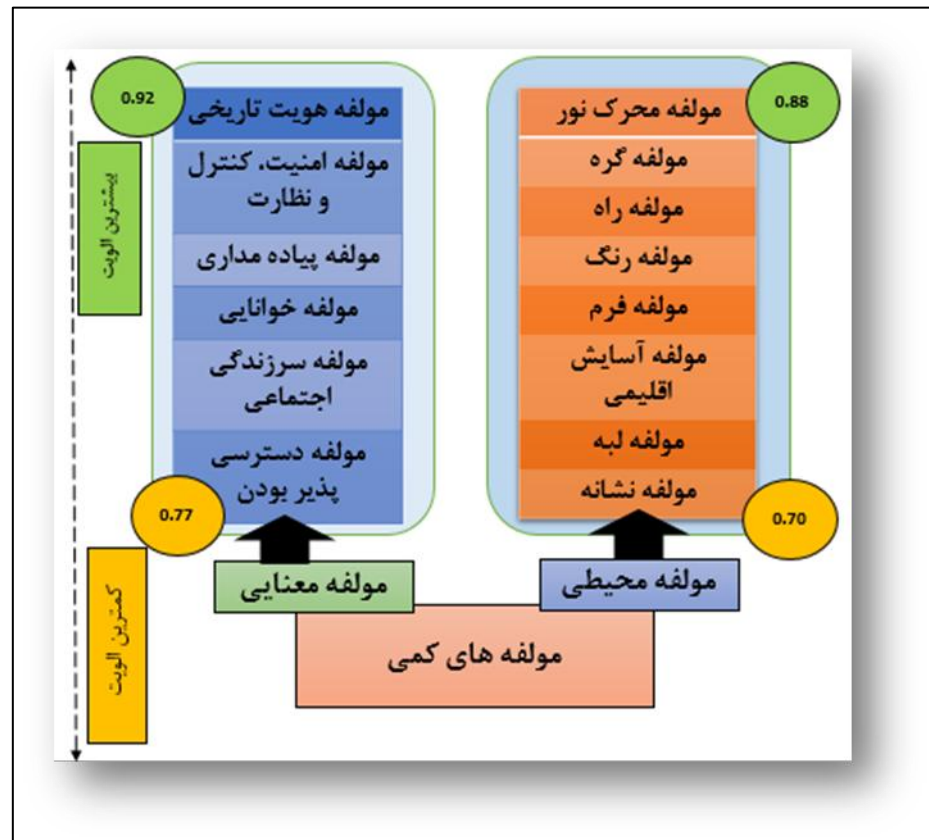 0.88
مولفه محرک نور
مولفه گره
مولفه راه
مولفه رنگ
مولفه فرم
مولفه آسایش
اقلیمی
مولفه لبه
مولفه نشانه
0.70
مولفه محیطی
0.92
مولفه هویت تاریخی
مولفه امنیت، کنترل
و نظارت
مولفه پیاده مداری
مولفه خوانایی
مولفه سرزندگی
اجتماعی
مولفه دسترسی
پذیر بودن
0.77
مولفه معنایی
مولفه های کمی
بیشترین الویت
کمترین الویت